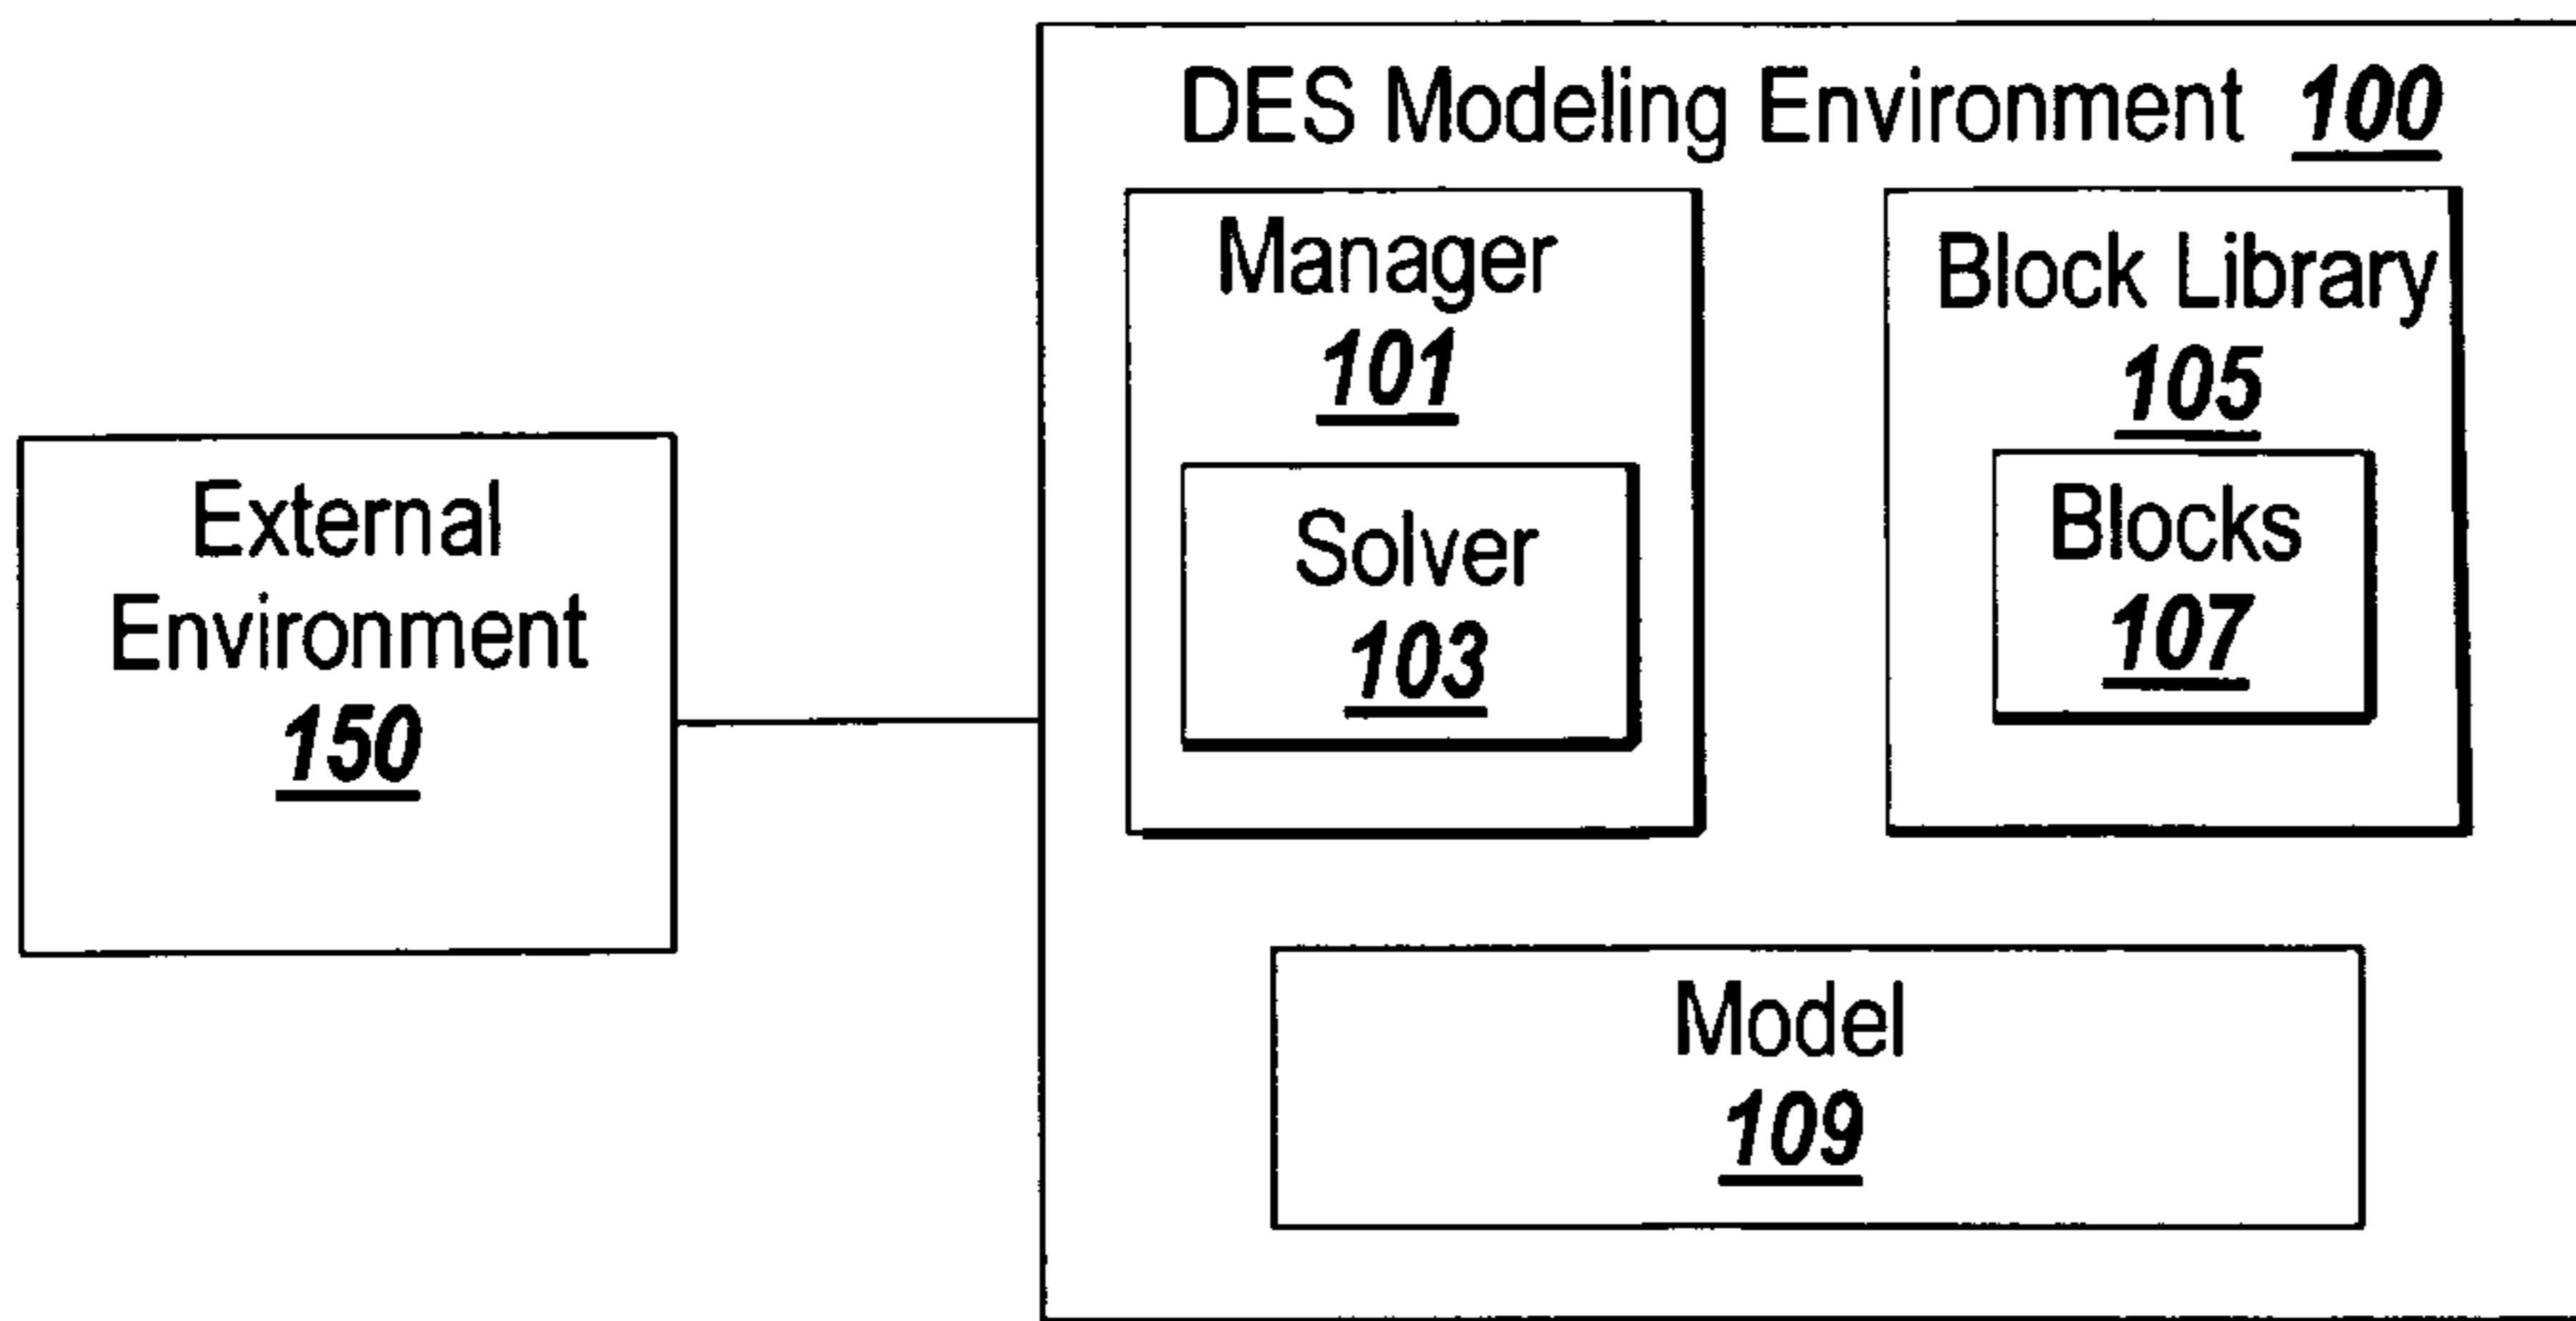 DES Modeling Environment 100
Manager
101
Solver
103
Block Library
105
Blocks
107
External
Environment
150
Model
109